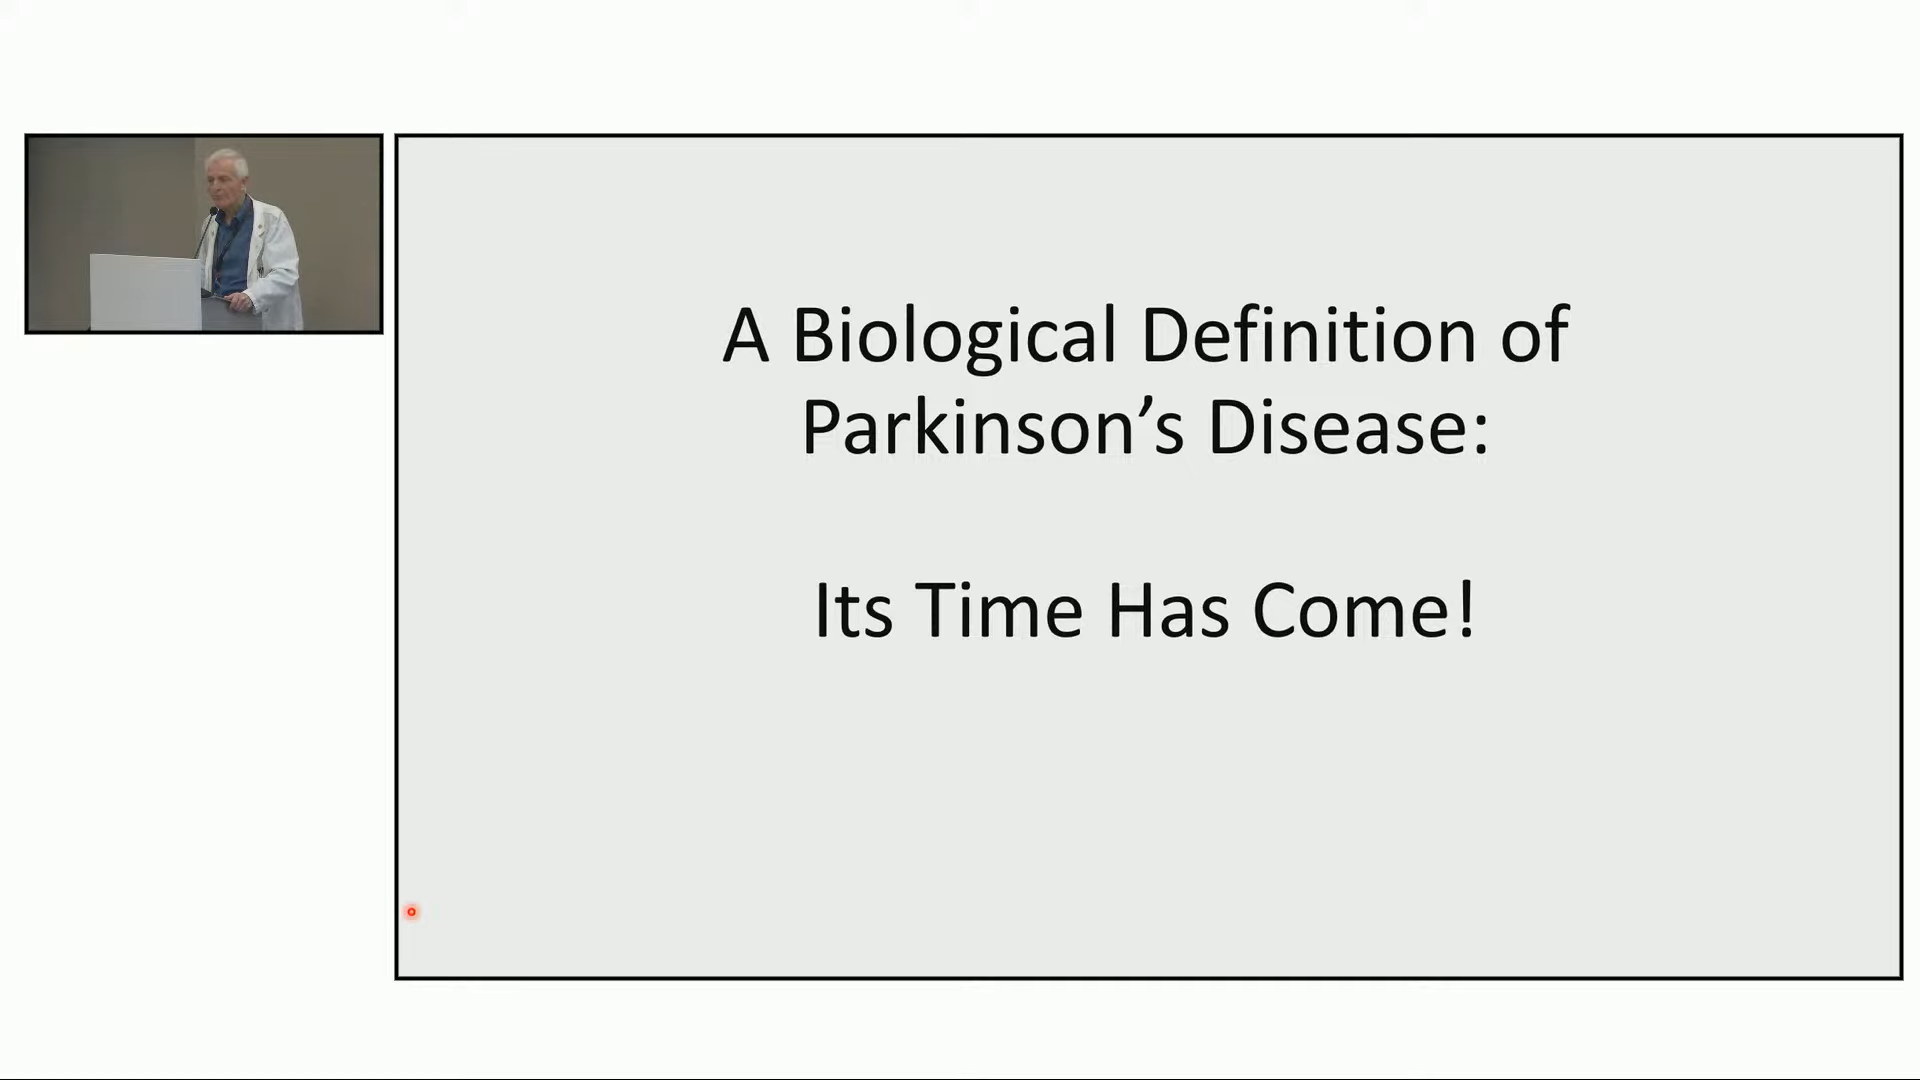 A Biological Definition of
Parkinson’s Disease:
Its Time Has Come!